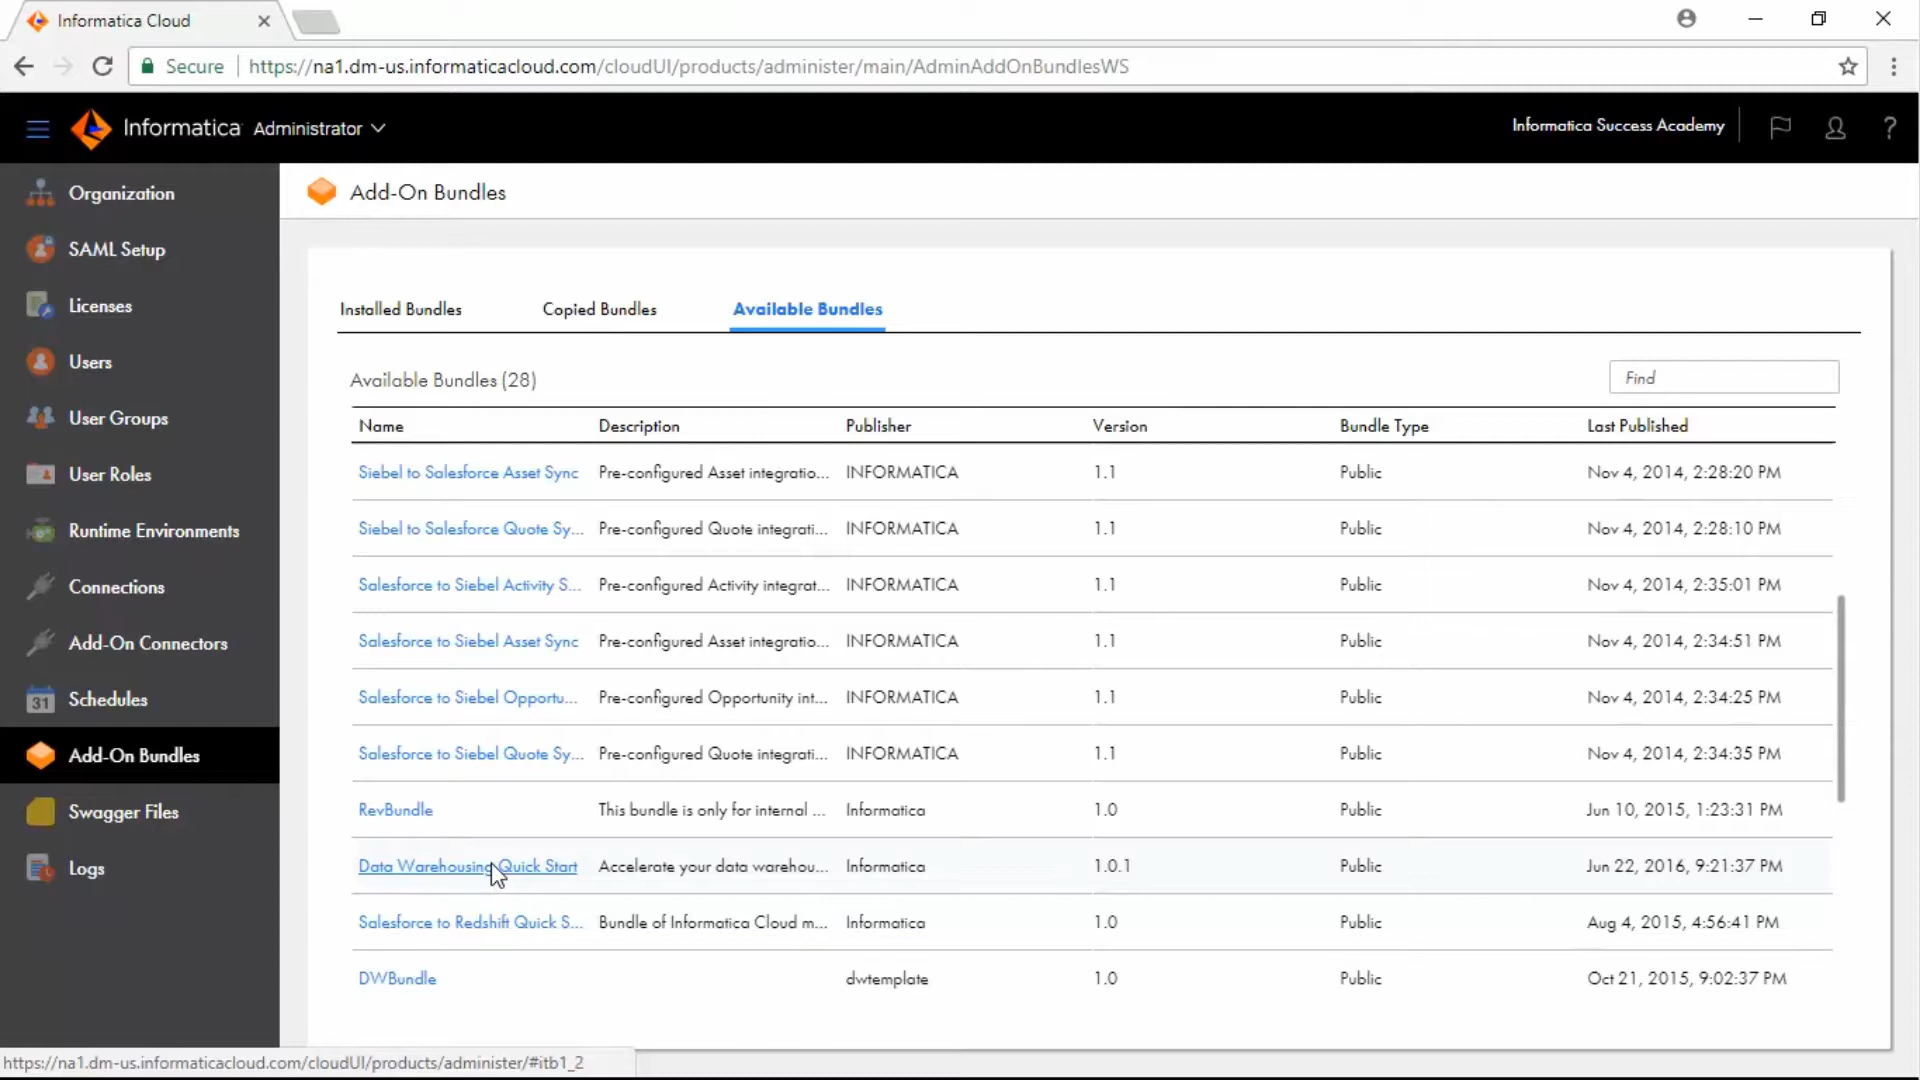 Informatica Cloud
Secure https://na1.dm-us.informaticacloud.com/cloudUI/products/administer/main/AdminAddOnBundlesWS
Informatica Administrator
Informatica Success Academy
?
Organization
SAML Setup
Licenses
Users
User Groups
User Roles
Runtime Environments
Connections
Add-On Connectors
31 Schedules
Add-On Bundles
Swagger Files
Logs
Add-On Bundles
Installed Bundles Copied Bundles Available Bundles
Available Bundles (28) Find
Name Description Publisher Version Bundle Type Last Published
Siebel to Salesforce Asset Sync Pre-configured Asset integratio... INFORMATICA 1.1 Public Nov 4, 2014, 2:28:20 PM
Siebel to Salesforce Quote Sy... Pre-configured Quote integrati... INFORMATICA 1.1 Public Nov 4, 2014, 2:28:10 PM
Salesforce to Siebel Activity S... Pre-configured Activity integrat... INFORMATICA 1.1 Public Nov 4, 2014, 2:35:01 PM
Salesforce to Siebel Asset Sync Pre-configured Asset integratio... INFORMATICA 1.1 Public Nov 4, 2014, 2:34:51 PM
Salesforce to Siebel Opportu... Pre-configured Opportunity int... INFORMATICA 1.1 Public Nov 4, 2014, 2:34:25 PM
Salesforce to Siebel Quote Sy... Pre-configured Quote integrati... INFORMATICA 1.1 Public Nov 4, 2014, 2:34:35 PM
RevBundle This bundle is only for internal ... Informatica 1.0 Public Jun 10, 2015, 1:23:31 PM
Data Warehousing Quick Start Accelerate your data warehou... Informatica 1.0.1 Public Jun 22, 2016, 9:21:37 PM
Salesforce to Redshift Quick S... Bundle of Informatica Cloud m... Informatica 1.0 Public Aug 4, 2015, 4:56:41 PM
DWBundle dwtemplate 1.0 Public Oct 21, 2015, 9:02:37 PM
https://na1.dm-us.informaticacloud.com/cloudUI/products/administer/#itb1_2